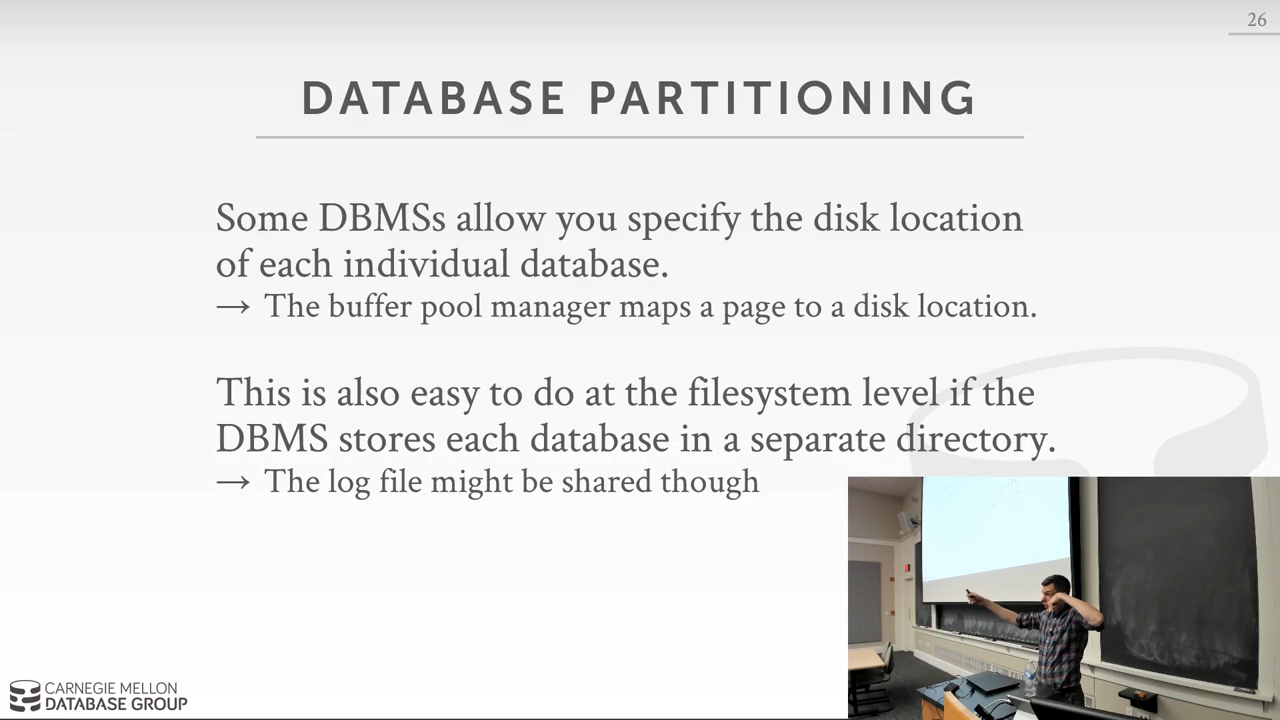 26
DATABASE PARTITIONING
Some DBMSs allow you specify the disk location
of each individual database.
→ The buffer pool manager maps a page to a disk location.
This is also easy to do at the filesystem level if the
DBMS stores each database in a separate directory.
→ The log file might be shared though
CARNEGIE MELLON
DATABASE GROUP